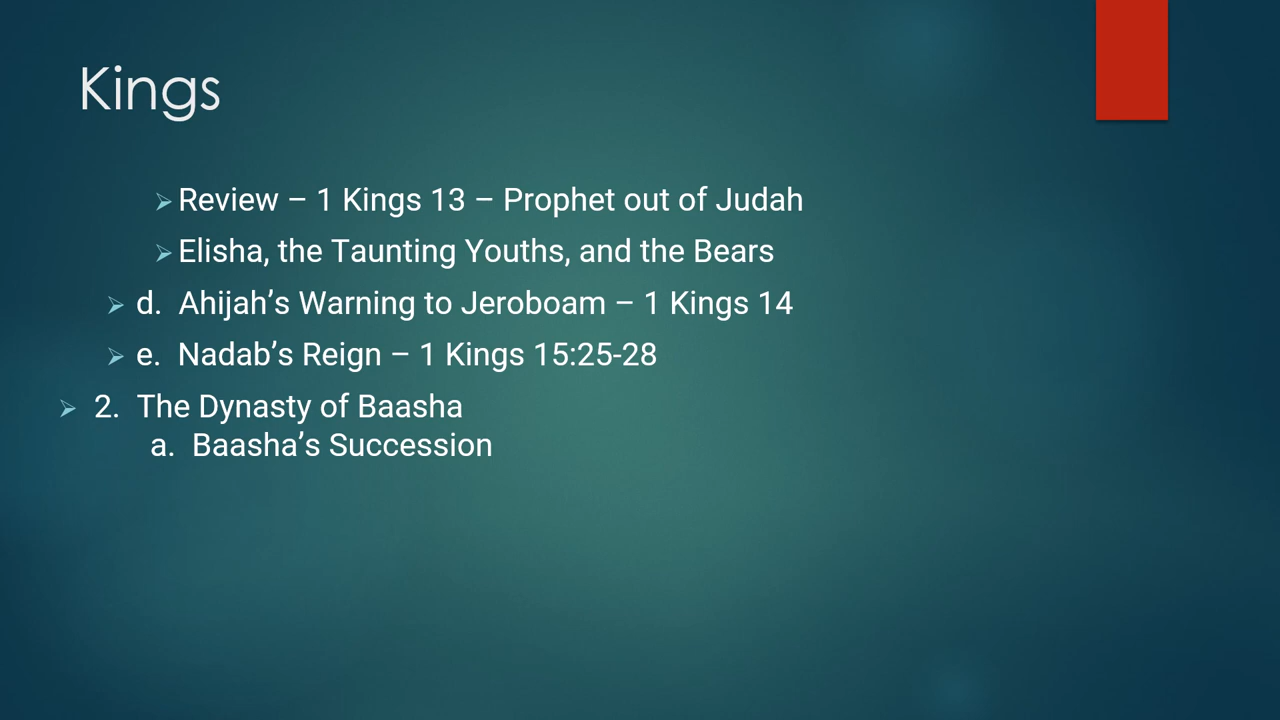 Kings
Review – 1 Kings 13 – Prophet out of Judah
Elisha, the Taunting Youths, and the Bears
d. Ahijah’s Warning to Jeroboam – 1 Kings 14
e. Nadab’s Reign – 1 Kings 15:25-28
2. The Dynasty of Baasha
a. Baasha’s Succession